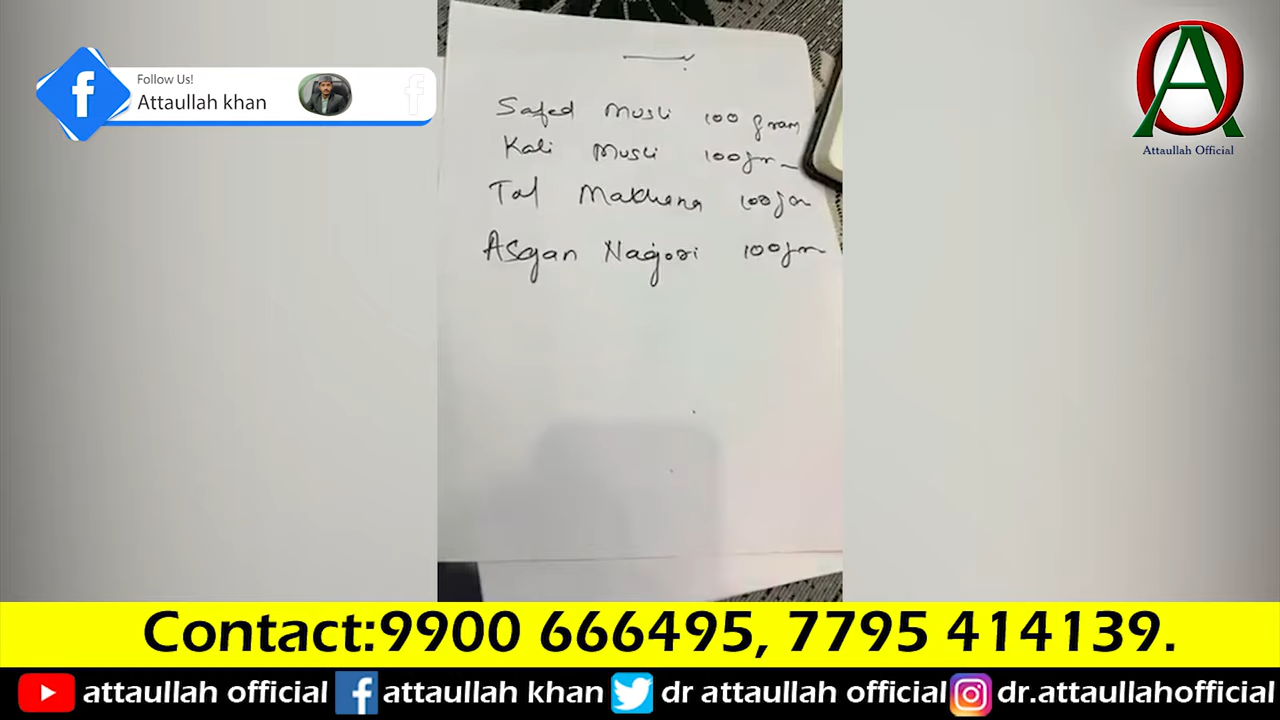 Follow Us!
Attaullah khan
OA
Attaullah Official
Safed Musli 100 gram
Kali Musli 100gm
Tal Makhana 100gm
Asgan Nagori 100gm
Contact:9900 666495, 7795 414139.
attaullah official attaullah khan dr attaullah official dr.attaullahofficial